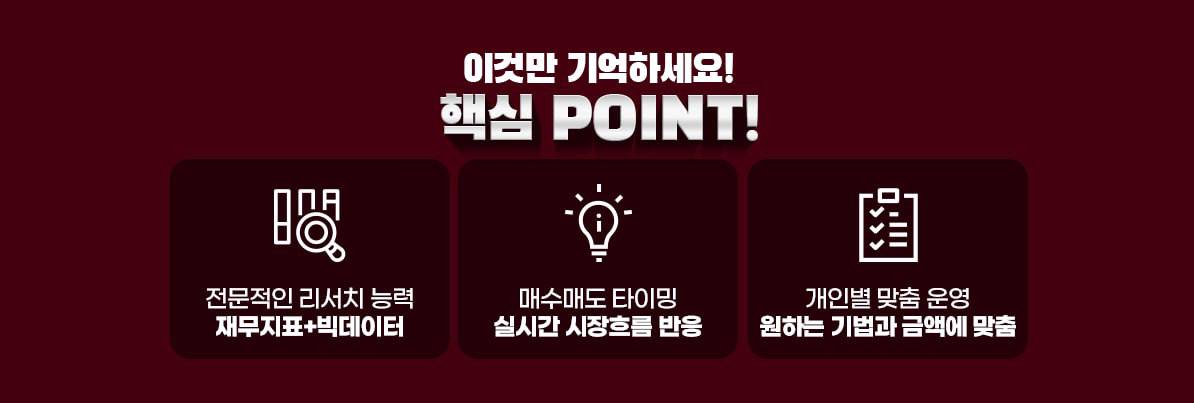 이것만 기억하세요!
핵심 POINT!
전문적인 리서치 능력
재무지표+빅데이터
매수매도 타이밍
실시간 시장흐름 반응
개인별 맞춤 운영
원하는 기법과 금액에 맞춤